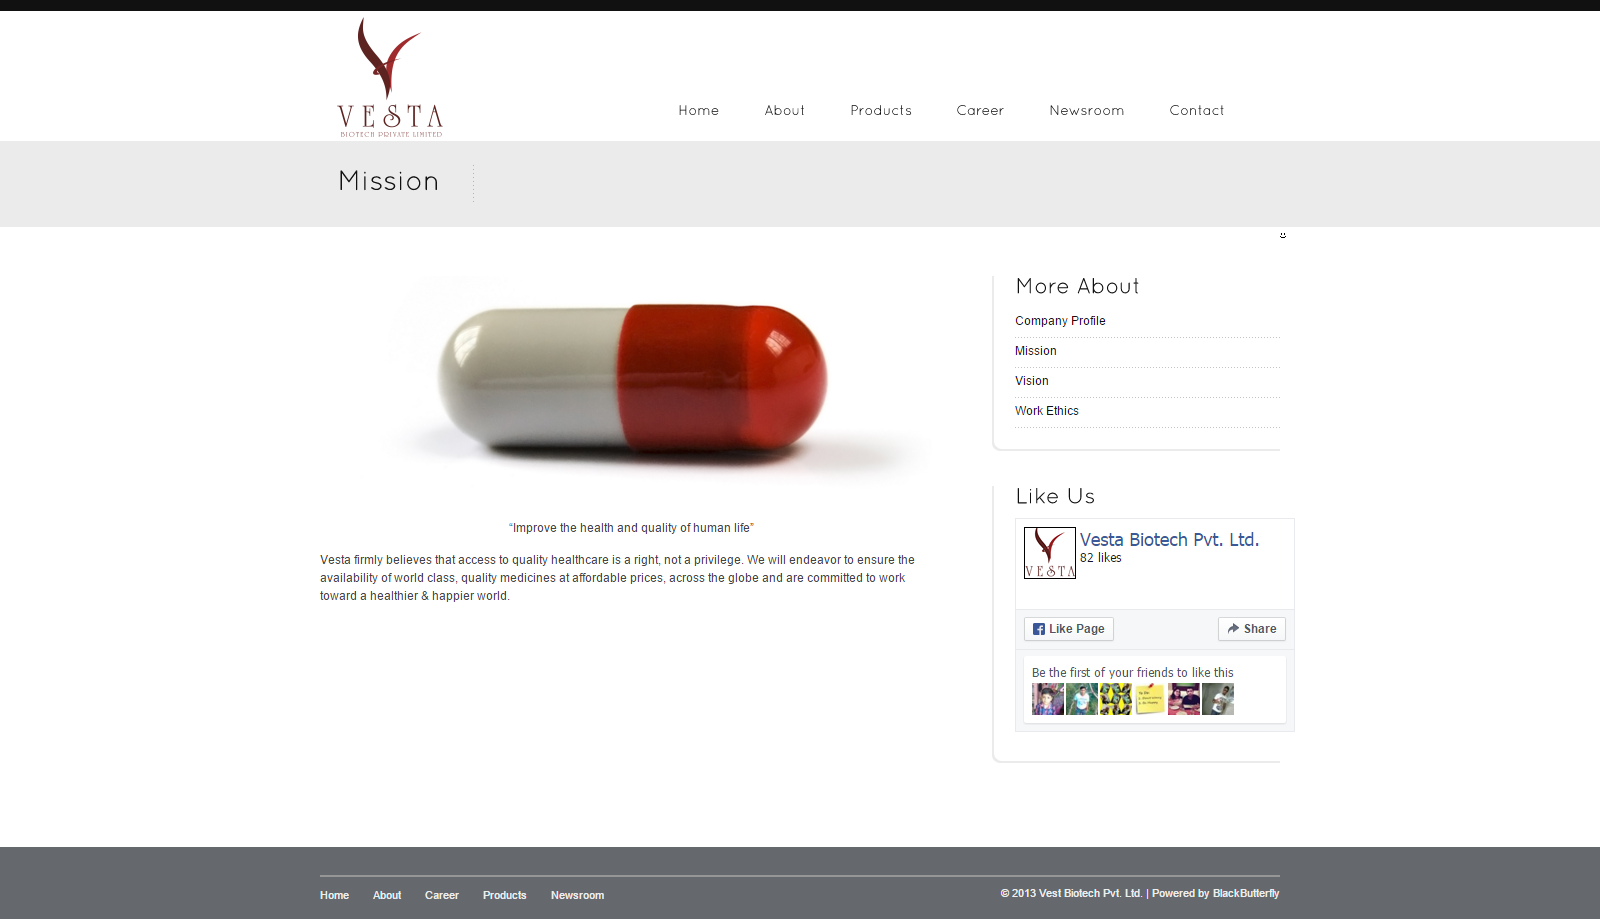 VESTA
BIOTECH PRIVATE LIMITED
Home About Products Career Newsroom Contact
Mission
More About
Company Profile
Mission
Vision
Work Ethics
“Improve the health and quality of human life”
Vesta firmly believes that access to quality healthcare is a right, not a privilege. We will endeavor to ensure the
availability of world class, quality medicines at affordable prices, across the globe and are committed to work
toward a healthier & happier world.
Like Us
VESTA
Vesta Biotech Pvt. Ltd.
82 likes
Like Page Share
Be the first of your friends to like this
Home About Career Products Newsroom
© 2013 Vest Biotech Pvt. Ltd. | Powered by BlackButterfly